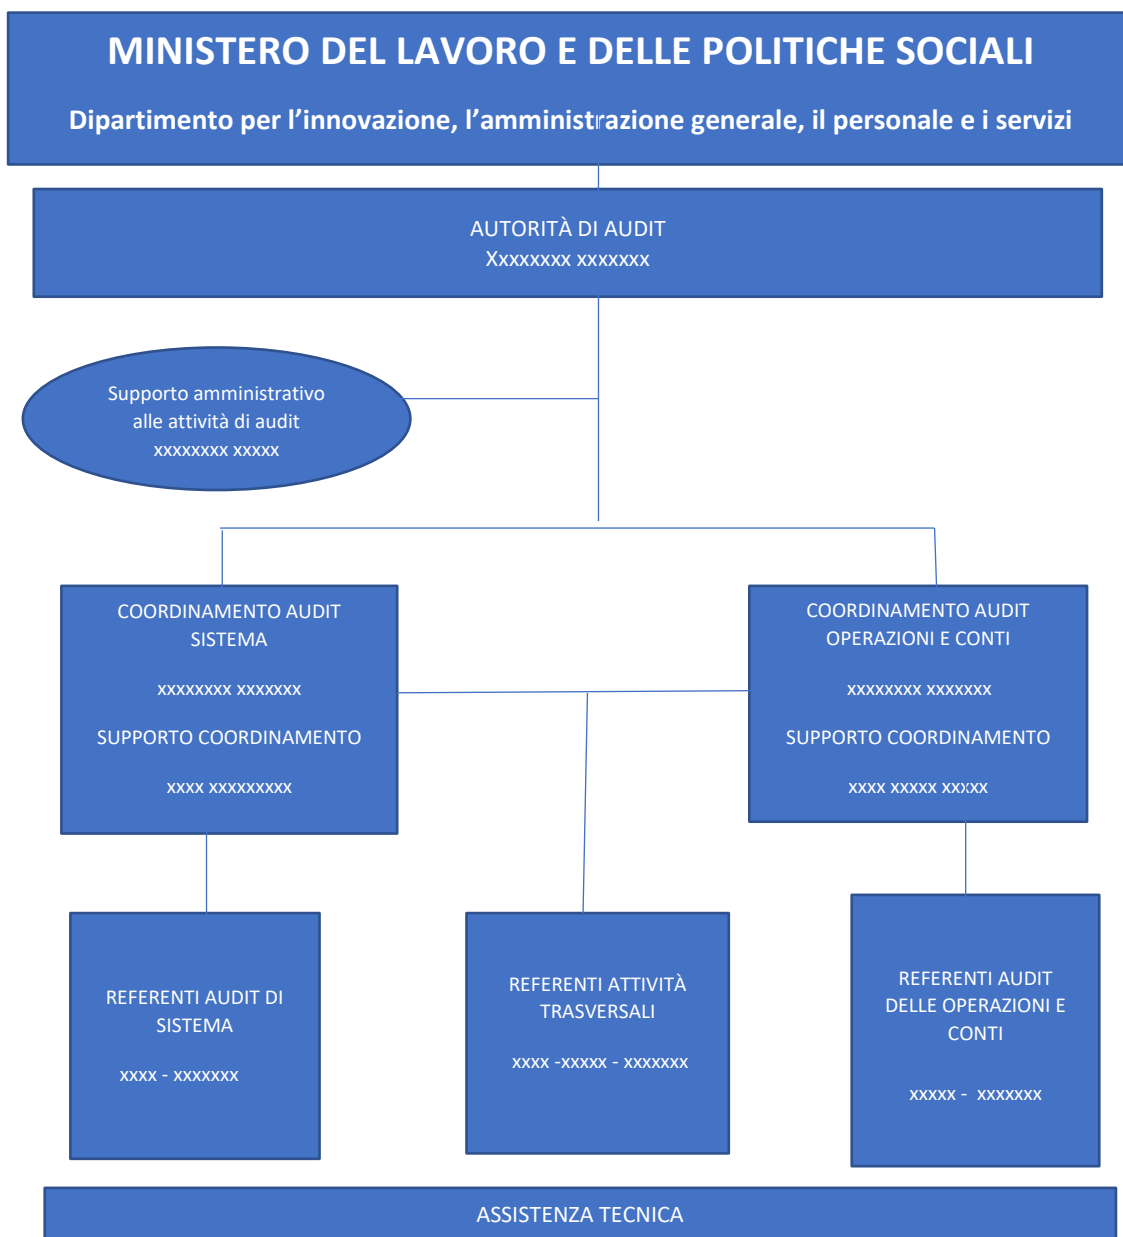 MINISTERO DEL LAVORO E DELLE POLITICHE SOCIALI
Dipartimento per l’innovazione, l’amministrazione generale, il personale e i servizi
AUTORITÀ DI AUDIT
Xxxxxxxx xxxxxxx
Supporto amministrativo
alle attività di audit
xxxxxxxx xxxxx
COORDINAMENTO AUDIT
SISTEMA
xxxxxxxx xxxxxxx
SUPPORTO COORDINAMENTO
xxxx xxxxxxxxx
COORDINAMENTO AUDIT
OPERAZIONI E CONTI
xxxxxxxx xxxxxxx
SUPPORTO COORDINAMENTO
xxxx xxxxx xxxxx
REFERENTI AUDIT DI
SISTEMA
xxxx - xxxxxxx
REFERENTI ATTIVITÀ
TRASVERSALI
xxxx -xxxxx - xxxxxxx
REFERENTI AUDIT
DELLE OPERAZIONI E
CONTI
xxxxx -  xxxxxxx
ASSISTENZA TECNICA